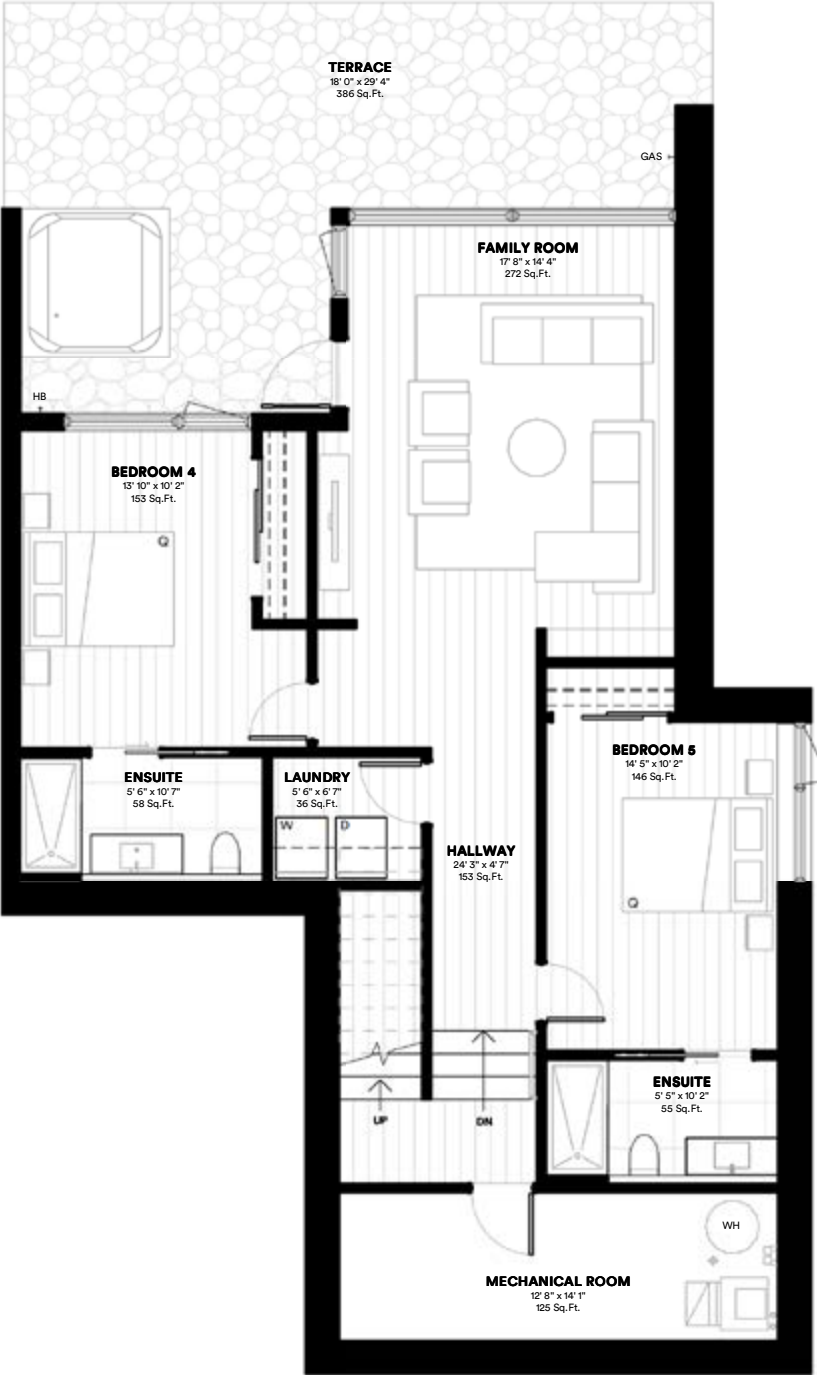 TERRACE
18' 0" x 29' 4"
386 Sq.Ft.
GAS
FAMILY ROOM
17' 8" x 14' 4"
272 Sq.Ft.
HB
BEDROOM 4
13' 10" x 10' 2"
153 Sq.Ft.
Q
BEDROOM 5
14' 5" x 10' 2"
146 Sq.Ft.
Q
ENSUITE
5' 6" x 10' 7"
58 Sq.Ft.
LAUNDRY
5' 6" x 6' 7"
36 Sq.Ft.
W
D
HALLWAY
24' 3" x 4' 7"
153 Sq.Ft.
ENSUITE
5' 5" x 10' 2"
55 Sq.Ft.
UP
DN
WH
MECHANICAL ROOM
12' 8" x 14' 1"
125 Sq.Ft.